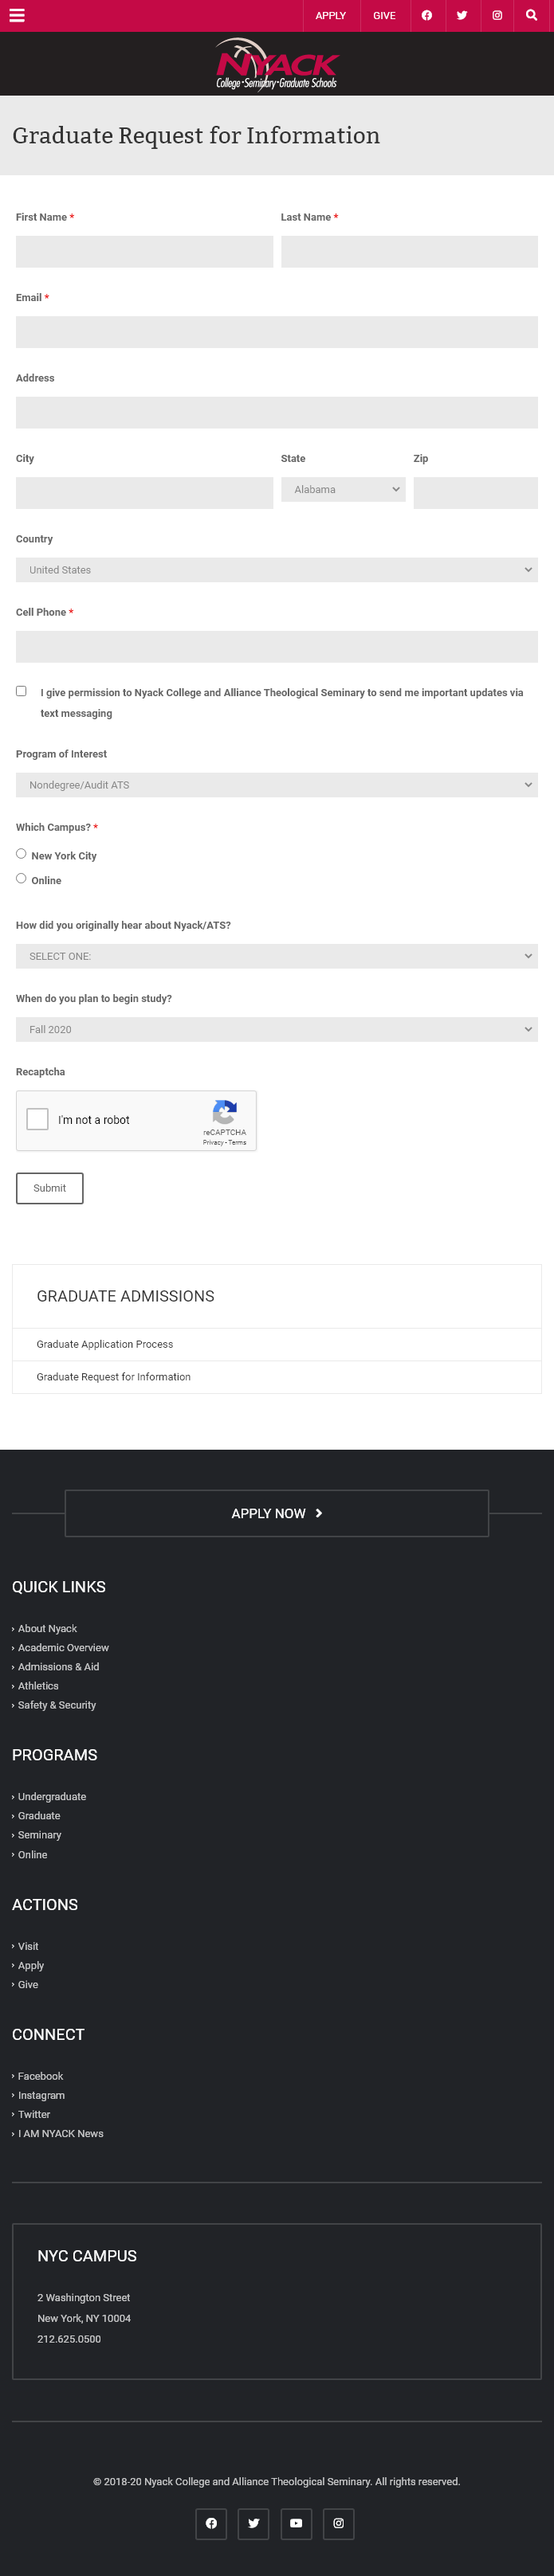 APPLY GIVE
NYACK
College · Seminary · Graduate Schools
Graduate Request for Information
First Name * Last Name *
Email *
Address
City State Zip
Alabama
Country
United States
Cell Phone *
I give permission to Nyack College and Alliance Theological Seminary to send me important updates via
text messaging
Program of Interest
Nondegree/Audit ATS
Which Campus? *
New York City
Online
How did you originally hear about Nyack/ATS?
SELECT ONE:
When do you plan to begin study?
Fall 2020
Recaptcha
I'm not a robot
reCAPTCHA
Privacy - Terms
Submit
GRADUATE ADMISSIONS
Graduate Application Process
Graduate Request for Information
APPLY NOW
QUICK LINKS
About Nyack
Academic Overview
Admissions & Aid
Athletics
Safety & Security
PROGRAMS
Undergraduate
Graduate
Seminary
Online
ACTIONS
Visit
Apply
Give
CONNECT
Facebook
Instagram
Twitter
I AM NYACK News
NYC CAMPUS
2 Washington Street
New York, NY 10004
212.625.0500
© 2018-20 Nyack College and Alliance Theological Seminary. All rights reserved.